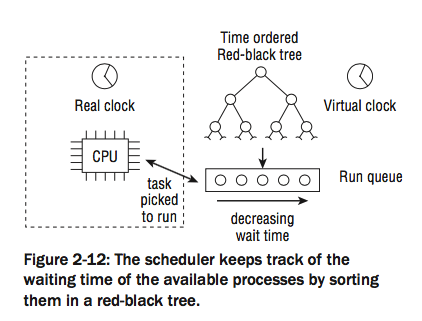 Time ordered
Red-black tree
Real clock
Virtual clock
CPU
task
picked
to run
Run queue
decreasing
wait time
Figure 2-12: The scheduler keeps track of the
waiting time of the available processes by sorting
them in a red-black tree.